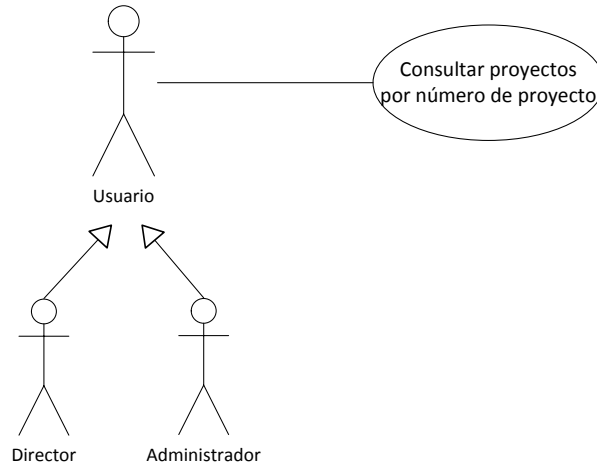 Consultar proyectos
por número de proyecto
Usuario
Director
Administrador